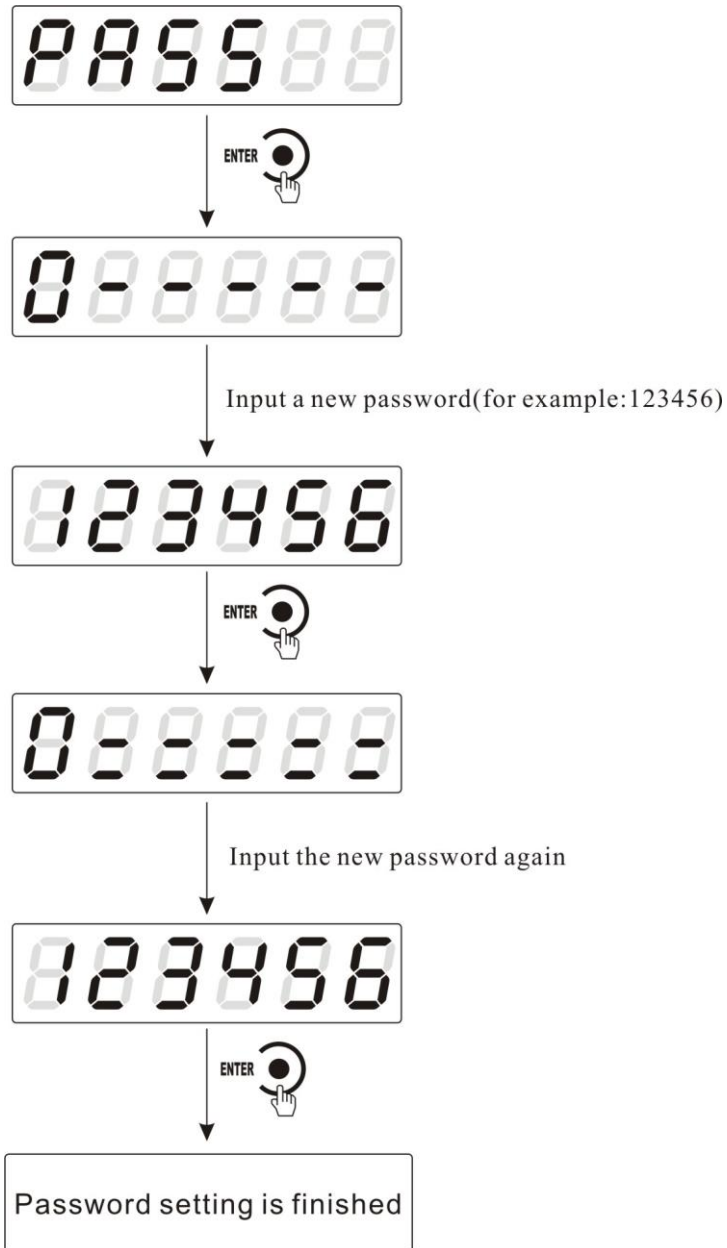 PASS
ENTER
0-----
Input a new password(for example:123456)
123456
ENTER
0=====
Input the new password again
123456
ENTER
Password setting is finished